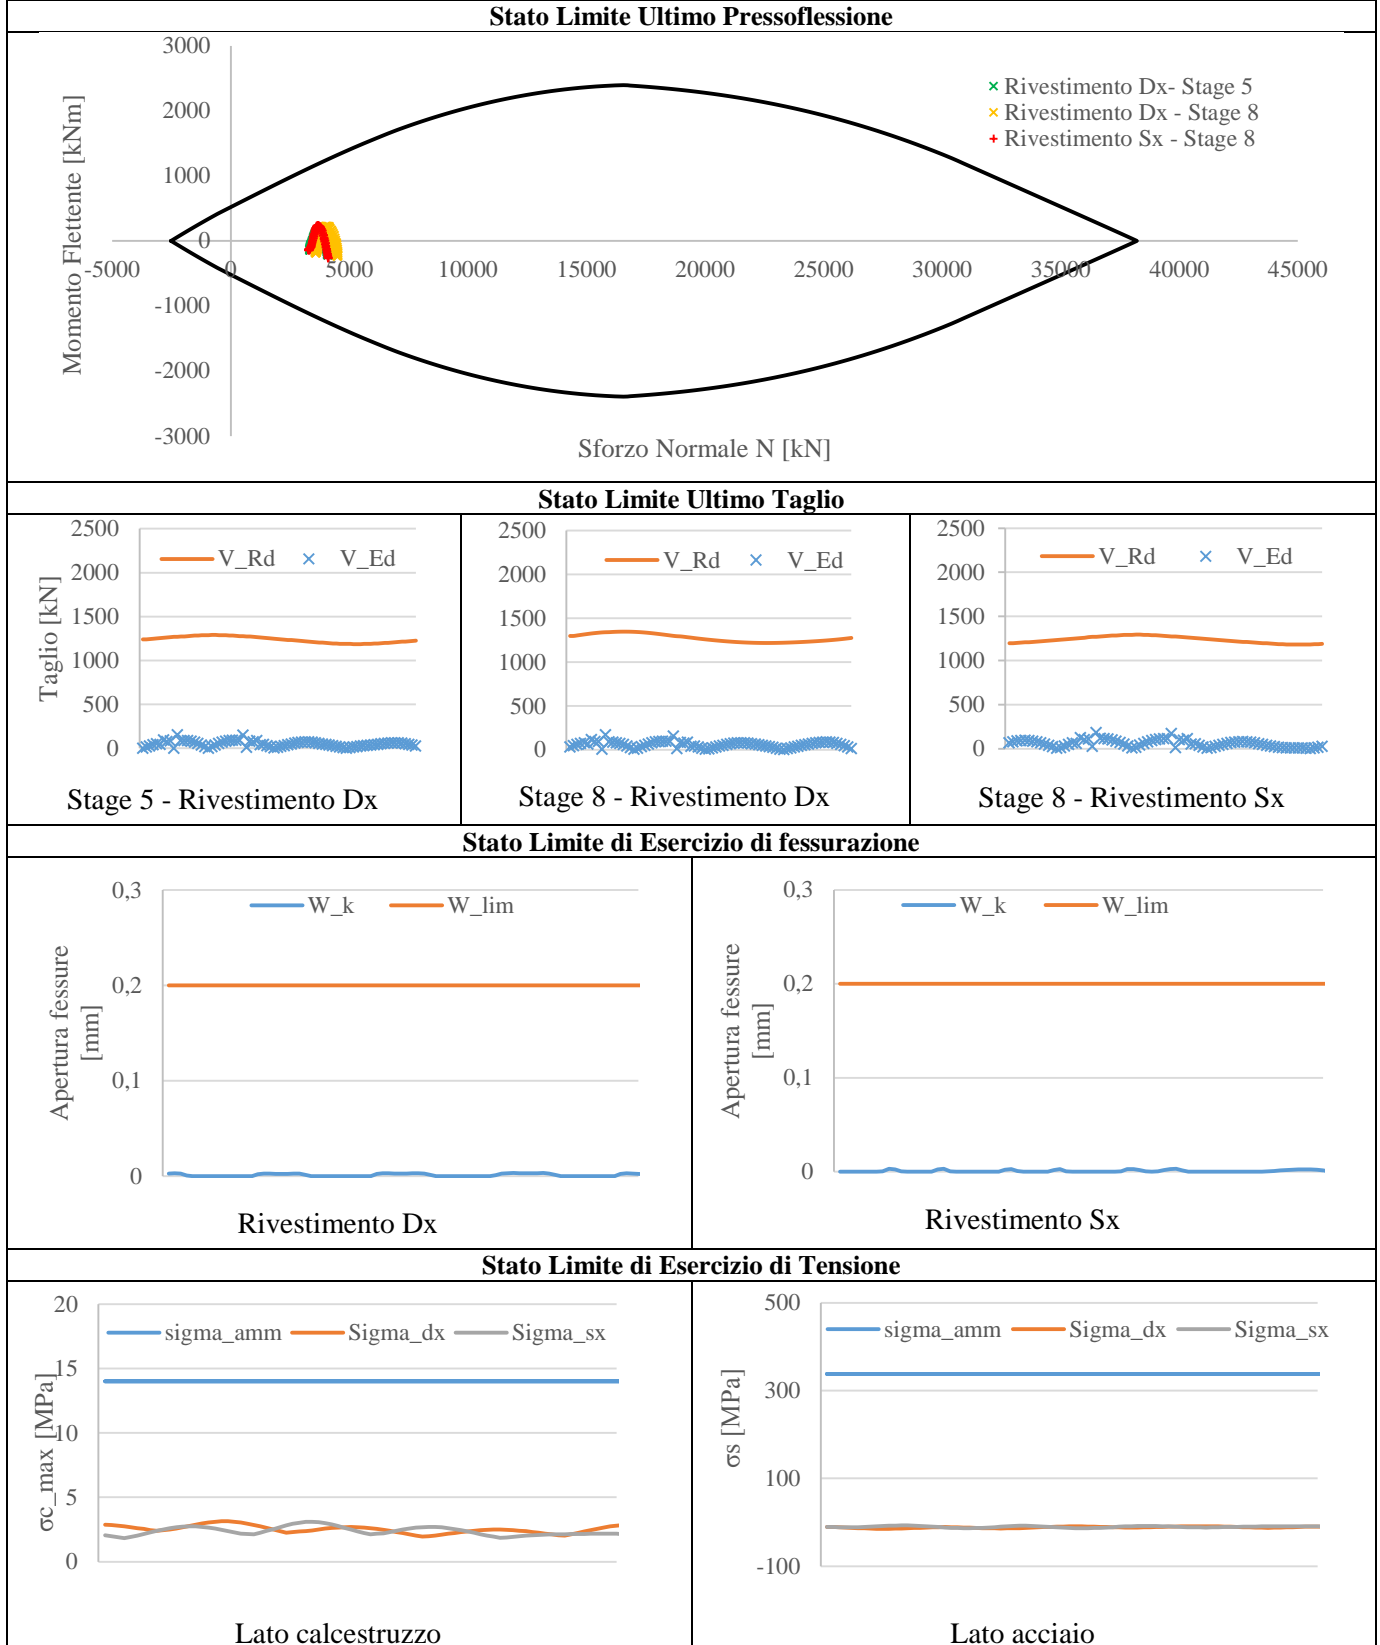 Stato Limite Ultimo Pressoflessione
3000
2000
1000
0
-1000
-2000
-3000
Momento Flettente [kNm]
-5000 0 5000 10000 15000 20000 25000 30000 35000 40000 45000
Sforzo Normale N [kN]
Rivestimento Dx- Stage 5
Rivestimento Dx - Stage 8
Rivestimento Sx - Stage 8
Stato Limite Ultimo Taglio
2500
2000
1500
1000
500
0
Taglio [kN]
V_Rd V_Ed
Stage 5 - Rivestimento Dx
2500
2000
1500
1000
500
0
V_Rd V_Ed
Stage 8 - Rivestimento Dx
2500
2000
1500
1000
500
0
V_Rd V_Ed
Stage 8 - Rivestimento Sx
Stato Limite di Esercizio di fessurazione
0,3
0,2
0,1
0
Apertura fessure
[mm]
W_k W_lim
Rivestimento Dx
0,3
0,2
0,1
0
Apertura fessure
[mm]
W_k W_lim
Rivestimento Sx
Stato Limite di Esercizio di Tensione
20
15
10
5
0
σc_max [MPa]
sigma_amm Sigma_dx Sigma_sx
Lato calcestruzzo
500
300
100
-100
σs [MPa]
sigma_amm Sigma_dx Sigma_sx
Lato acciaio